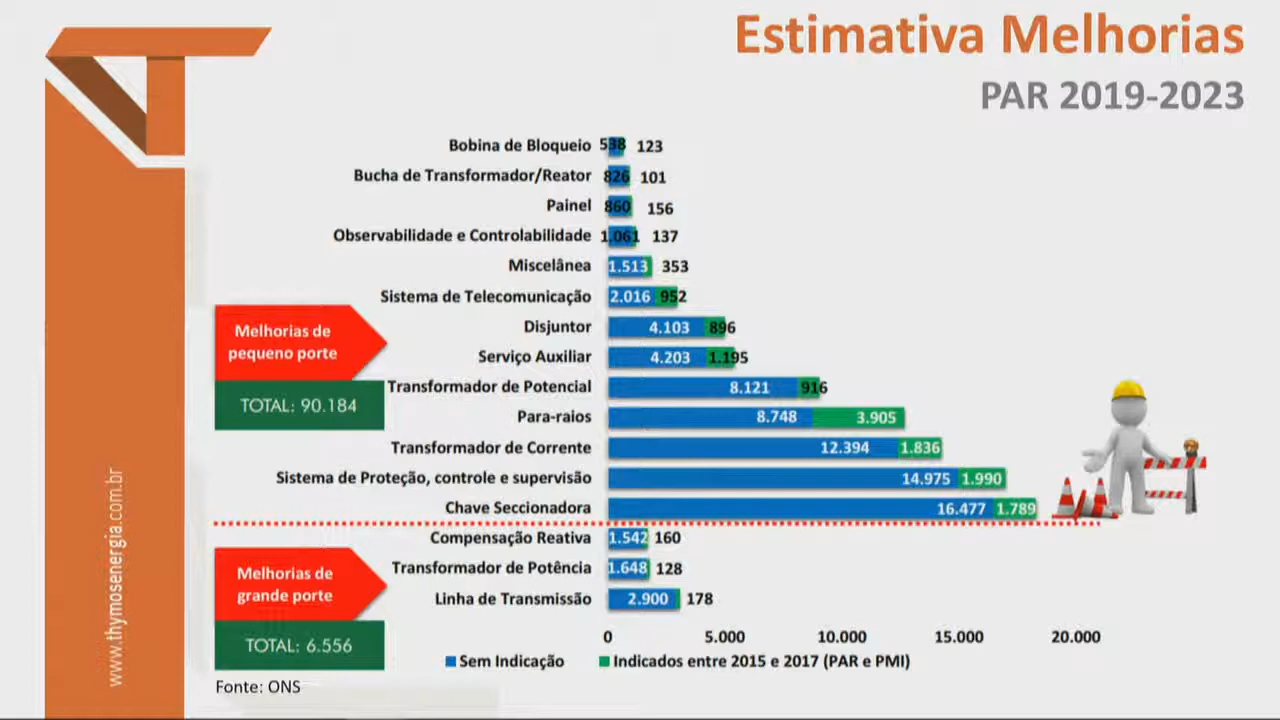 Estimativa Melhorias
PAR 2019-2023
Bobina de Bloqueio 538 123
Bucha de Transformador/Reator 826 101
Painel 860 156
Observabilidade e Controlabilidade 1.061 137
Miscelânea 1.513 353
Sistema de Telecomunicação 2.016 952
Disjuntor 4.103 896
Serviço Auxiliar 4.203 1.195
Transformador de Potencial 8.121 916
Para-raios 8.748 3.905
Transformador de Corrente 12.394 1.836
Sistema de Proteção, controle e supervisão 14.975 1.990
Chave Seccionadora 16.477 1.789
Melhorias de
pequeno porte
TOTAL: 90.184
Compensação Reativa 1.542 160
Transformador de Potência 1.648 128
Linha de Transmissão 2.900 178
Melhorias de
grande porte
TOTAL: 6.556
0 5.000 10.000 15.000 20.000
Sem Indicação Indicados entre 2015 e 2017 (PAR e PMI)
Fonte: ONS
www.thymosenergia.com.br